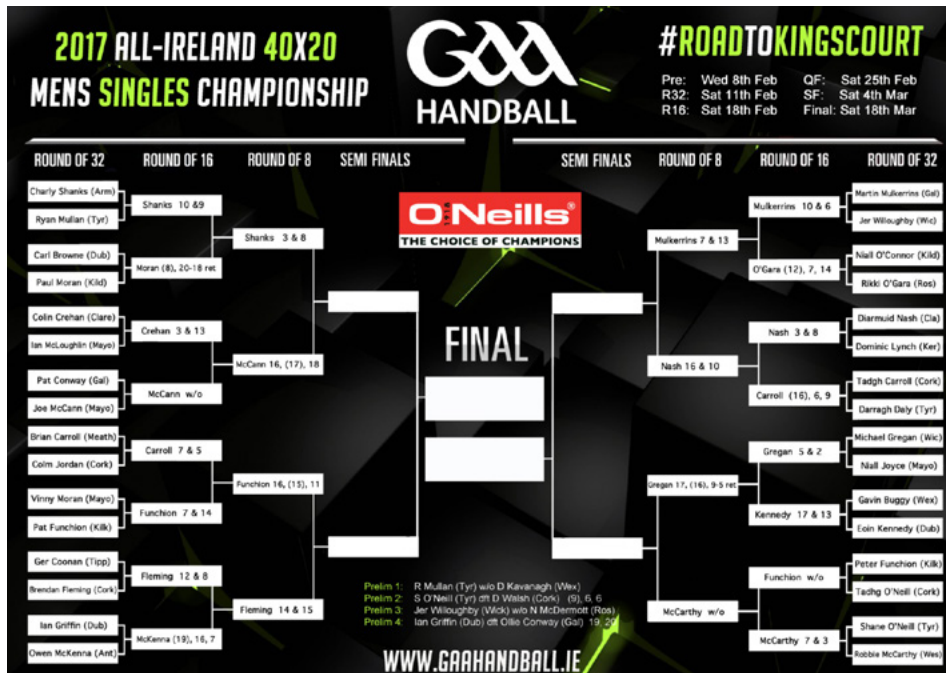 2017 ALL-IRELAND 40X20
MENS SINGLES CHAMPIONSHIP
GAA
HANDBALL
#ROADTOKINGSCOURT
Pre: Wed 8th Feb QF: Sat 25th Feb
R32: Sat 11th Feb SF: Sat 4th Mar
R16: Sat 18th Feb Final: Sat 18th Mar
ROUND OF 32 ROUND OF 16 ROUND OF 8 SEMI FINALS
SEMI FINALS ROUND OF 8 ROUND OF 16 ROUND OF 32
Charly Shanks (Arm)
Ryan Mullan (Tyr)
Carl Browne (Dub)
Paul Moran (Kild)
Colin Crehan (Clare)
Ian McLoughlin (Mayo)
Pat Conway (Gal)
Joe McCann (Mayo)
Brian Carroll (Meath)
Colm Jordan (Cork)
Vinny Moran (Mayo)
Pat Funchion (Kilk)
Ger Coonan (Tipp)
Brendan Fleming (Cork)
Ian Griffin (Dub)
Owen McKenna (Ant)
Shanks 10 &9
Moran (8), 20-18 ret
Crehan 3 & 13
McCann w/o
Carroll 7 & 5
Funchion 7 & 14
Fleming 12 & 8
McKenna (19), 16, 7
Shanks 3 & 8
McCann 16, (17), 18
Funchion 16, (15), 11
Fleming 14 & 15
O'Neills®
1918
THE CHOICE OF CHAMPIONS
FINAL
Mulkerrins 7 & 13
Nash 16 & 10
Gregan 17, (16), 9-5 ret
McCarthy w/o
Mulkerrins 10 & 6
O'Gara (12), 7, 14
Nash 3 & 8
Carroll (16), 6, 9
Gregan 5 & 2
Kennedy 17 & 13
Funchion w/o
McCarthy 7 & 3
Martin Mulkerrins (Gal)
Jer Willoughby (Wic)
Niall O'Connor (Kild)
Rikki O'Gara (Ros)
Diarmuid Nash (Cla)
Dominic Lynch (Ker)
Tadgh Carroll (Cork)
Darragh Daly (Tyr)
Michael Gregan (Wic)
Niall Joyce (Mayo)
Gavin Buggy (Wex)
Eoin Kennedy (Dub)
Peter Funchion (Kilk)
Tadhg O'Neill (Cork)
Shane O'Neill (Tyr)
Robbie McCarthy (Wes)
Prelim 1: R Mullan (Tyr) w/o D Kavanagh (Wex)
Prelim 2: S O'Neill (Tyr) dft D Walsh (Cork) (9), 6, 6
Prelim 3: Jer Willoughby (Wick) w/o N McDermott (Ros)
Prelim 4: Ian Griffin (Dub) dft Ollie Conway (Gal) 19, 20
WWW.GAAHANDBALL.IE